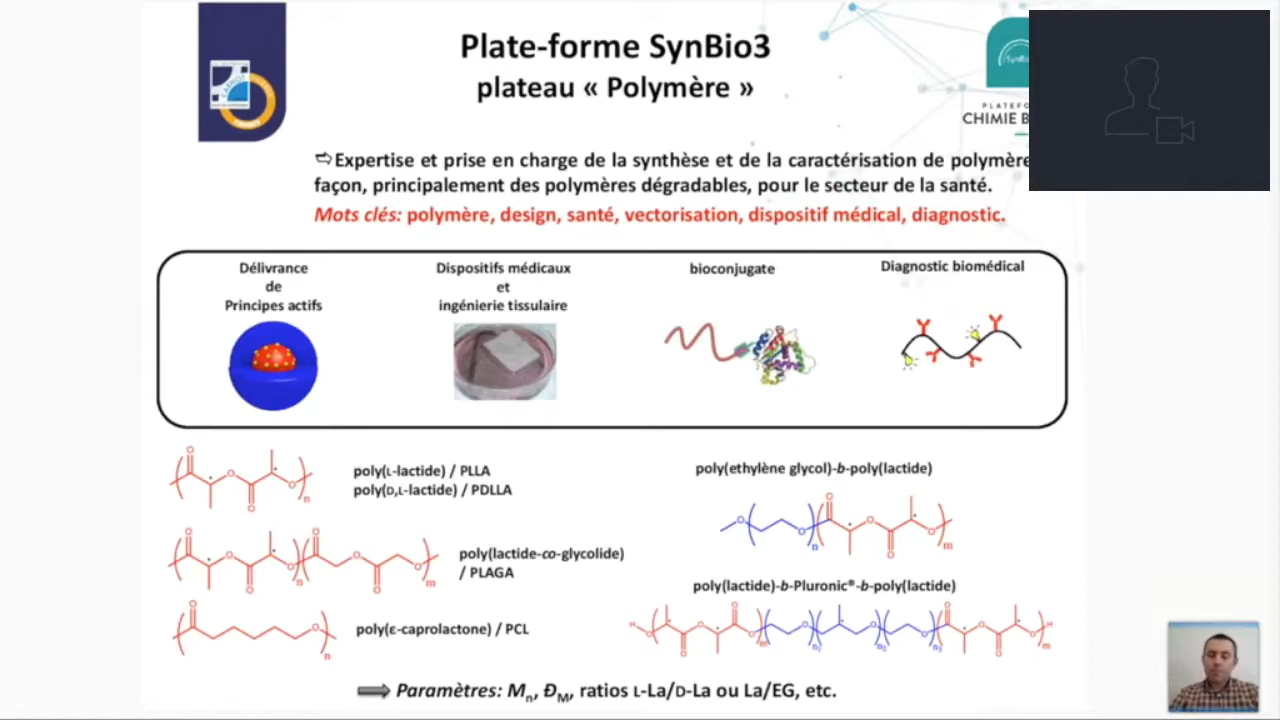 Plate-forme SynBio3
plateau « Polymère »
PLATEFO
CHIMIE B
⇨Expertise et prise en charge de la synthèse et de la caractérisation de polymère
façon, principalement des polymères dégradables, pour le secteur de la santé.
Mots clés: polymère, design, santé, vectorisation, dispositif médical, diagnostic.
Délivrance
de
Principes actifs
Dispositifs médicaux
et
ingénierie tissulaire
bioconjugate
Diagnostic biomédical
poly(L-lactide) / PLLA
poly(D,L-lactide) / PDLLA
poly(lactide-co-glycolide)
/ PLAGA
poly(ε-caprolactone) / PCL
poly(ethylène glycol)-b-poly(lactide)
poly(lactide)-b-Pluronic®-b-poly(lactide)
Paramètres: Mn, ĐM, ratios L-La/D-La ou La/EG, etc.